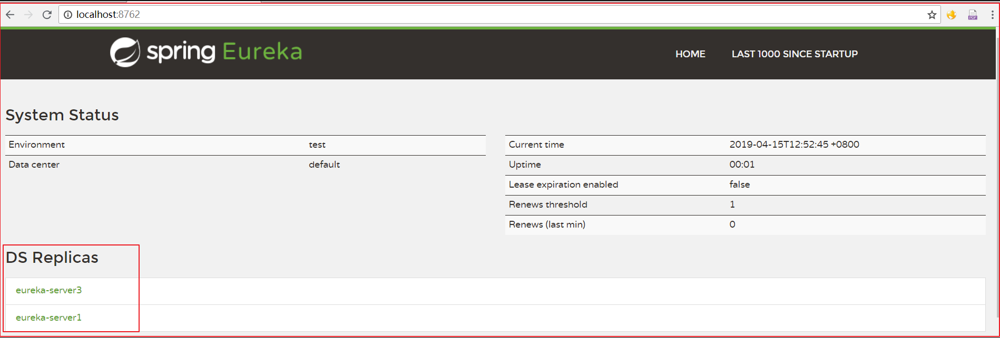 localhost:8762
spring Eureka
HOME LAST 1000 SINCE STARTUP
System Status
Environment test
Data center default
Current time 2019-04-15T12:52:45 +0800
Uptime 00:01
Lease expiration enabled false
Renews threshold 1
Renews (last min) 0
DS Replicas
eureka-server3
eureka-server1